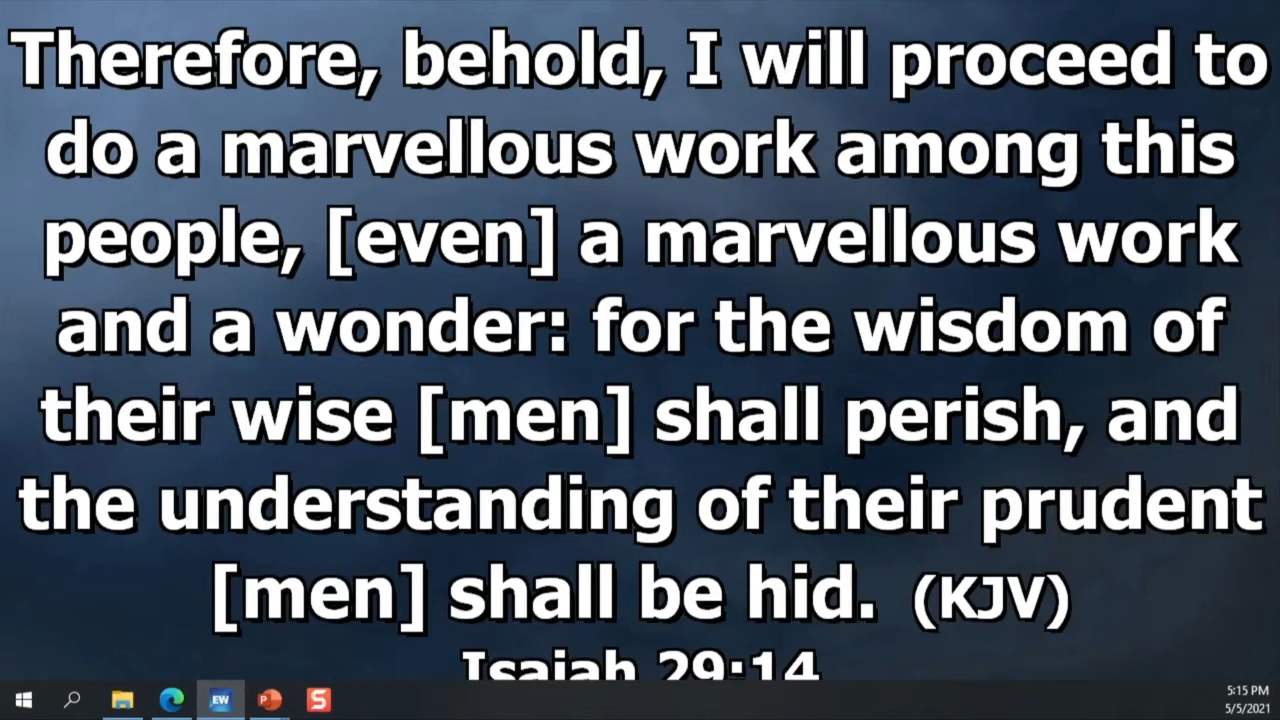 Therefore, behold, I will proceed to
do a marvellous work among this
people, [even] a marvellous work
and a wonder: for the wisdom of
their wise [men] shall perish, and
the understanding of their prudent
[men] shall be hid. (KJV)
Isaiah 29:14
EW
P
S
5:15 PM
5/5/2021